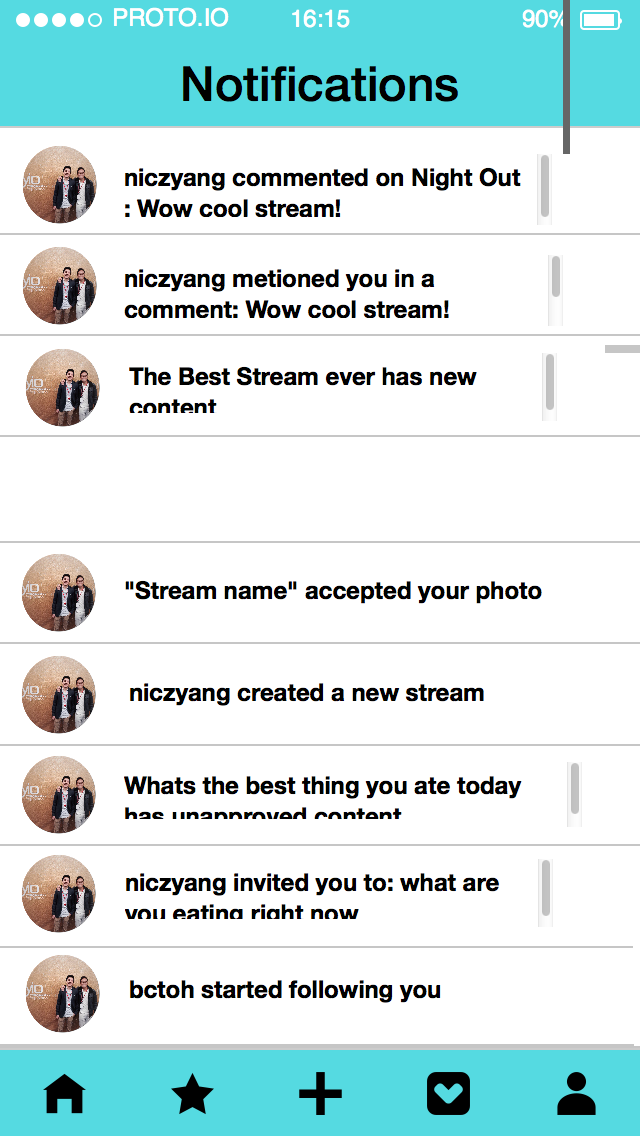 PROTO.IO 16:15 90%
Notifications
niczyang commented on Night Out
: Wow cool stream!
niczyang metioned you in a
comment: Wow cool stream!
The Best Stream ever has new
content
"Stream name" accepted your photo
niczyang created a new stream
Whats the best thing you ate today
has unapproved content
niczyang invited you to: what are
you eating right now
bctoh started following you